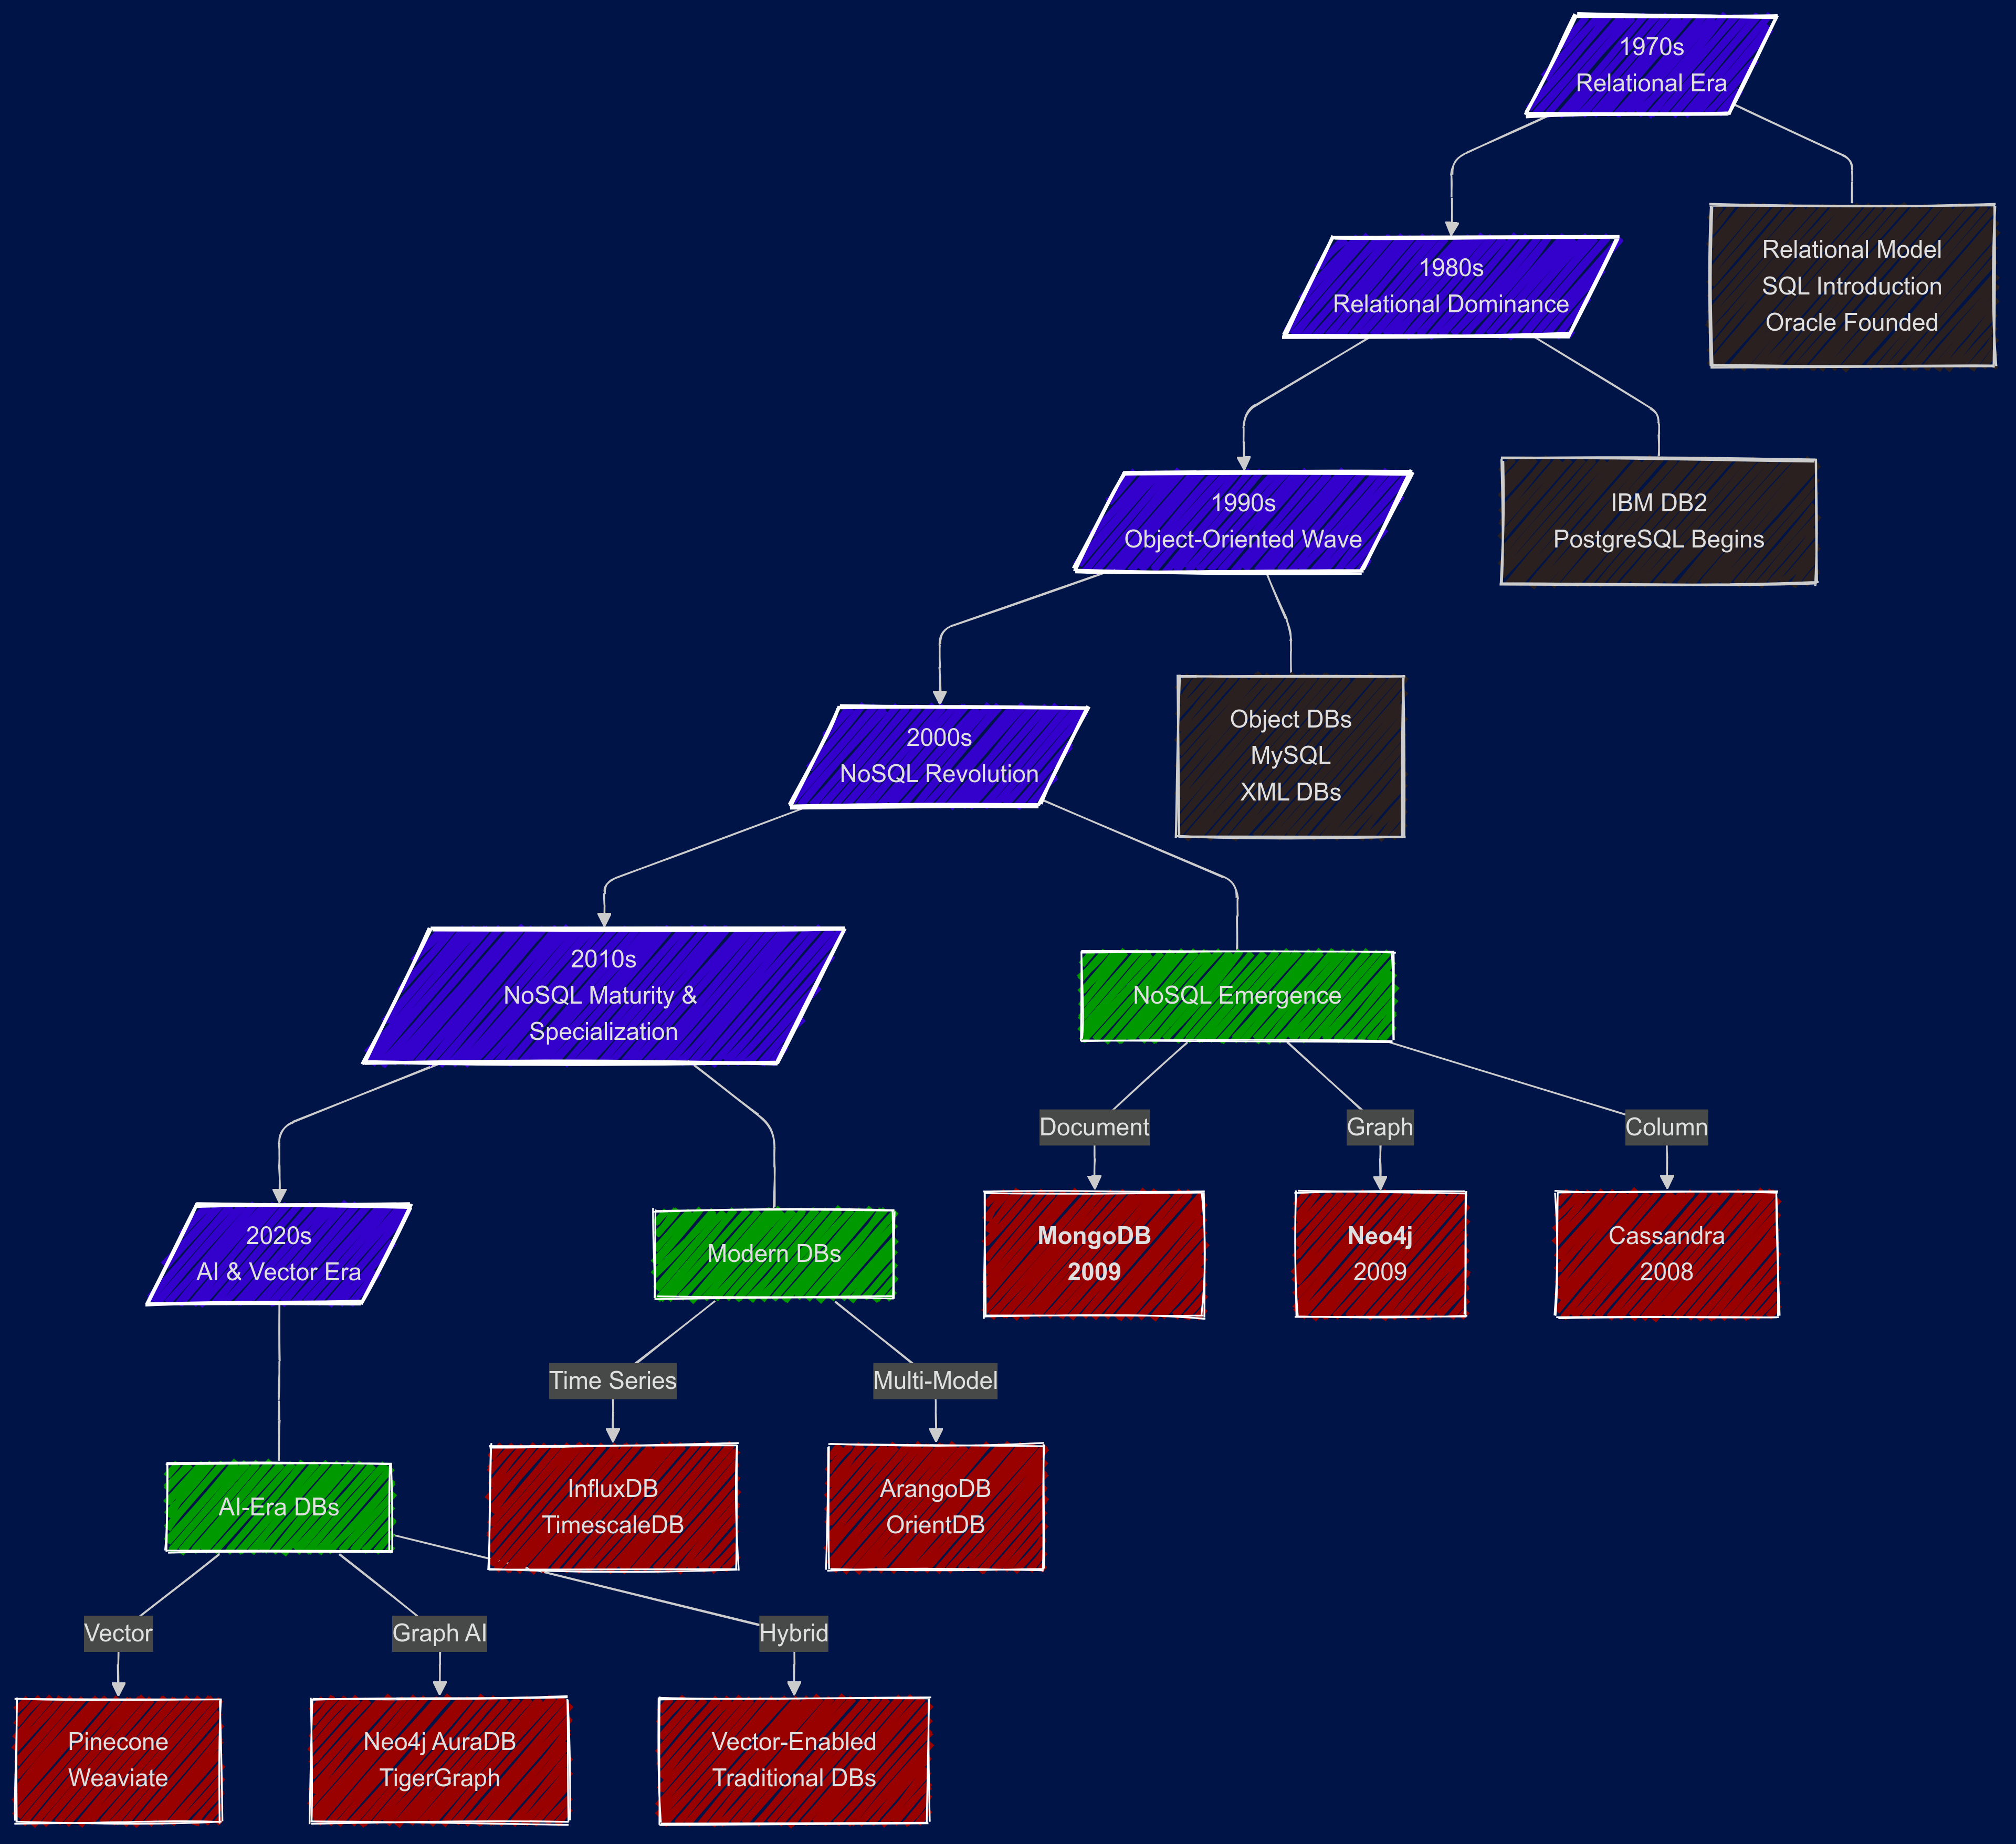 1970s
Relational Era
Relational Model
SQL Introduction
Oracle Founded
1980s
Relational Dominance
IBM DB2
PostgreSQL Begins
1990s
Object-Oriented Wave
Object DBs
MySQL
XML DBs
2000s
NoSQL Revolution
2010s
NoSQL Maturity &
Specialization
NoSQL Emergence
Document
Graph
Column
2020s
AI & Vector Era
Modern DBs
MongoDB
2009
Neo4j
2009
Cassandra
2008
Time Series
Multi-Model
AI-Era DBs
InfluxDB
TimescaleDB
ArangoDB
OrientDB
Vector
Graph AI
Hybrid
Pinecone
Weaviate
Neo4j AuraDB
TigerGraph
Vector-Enabled
Traditional DBs